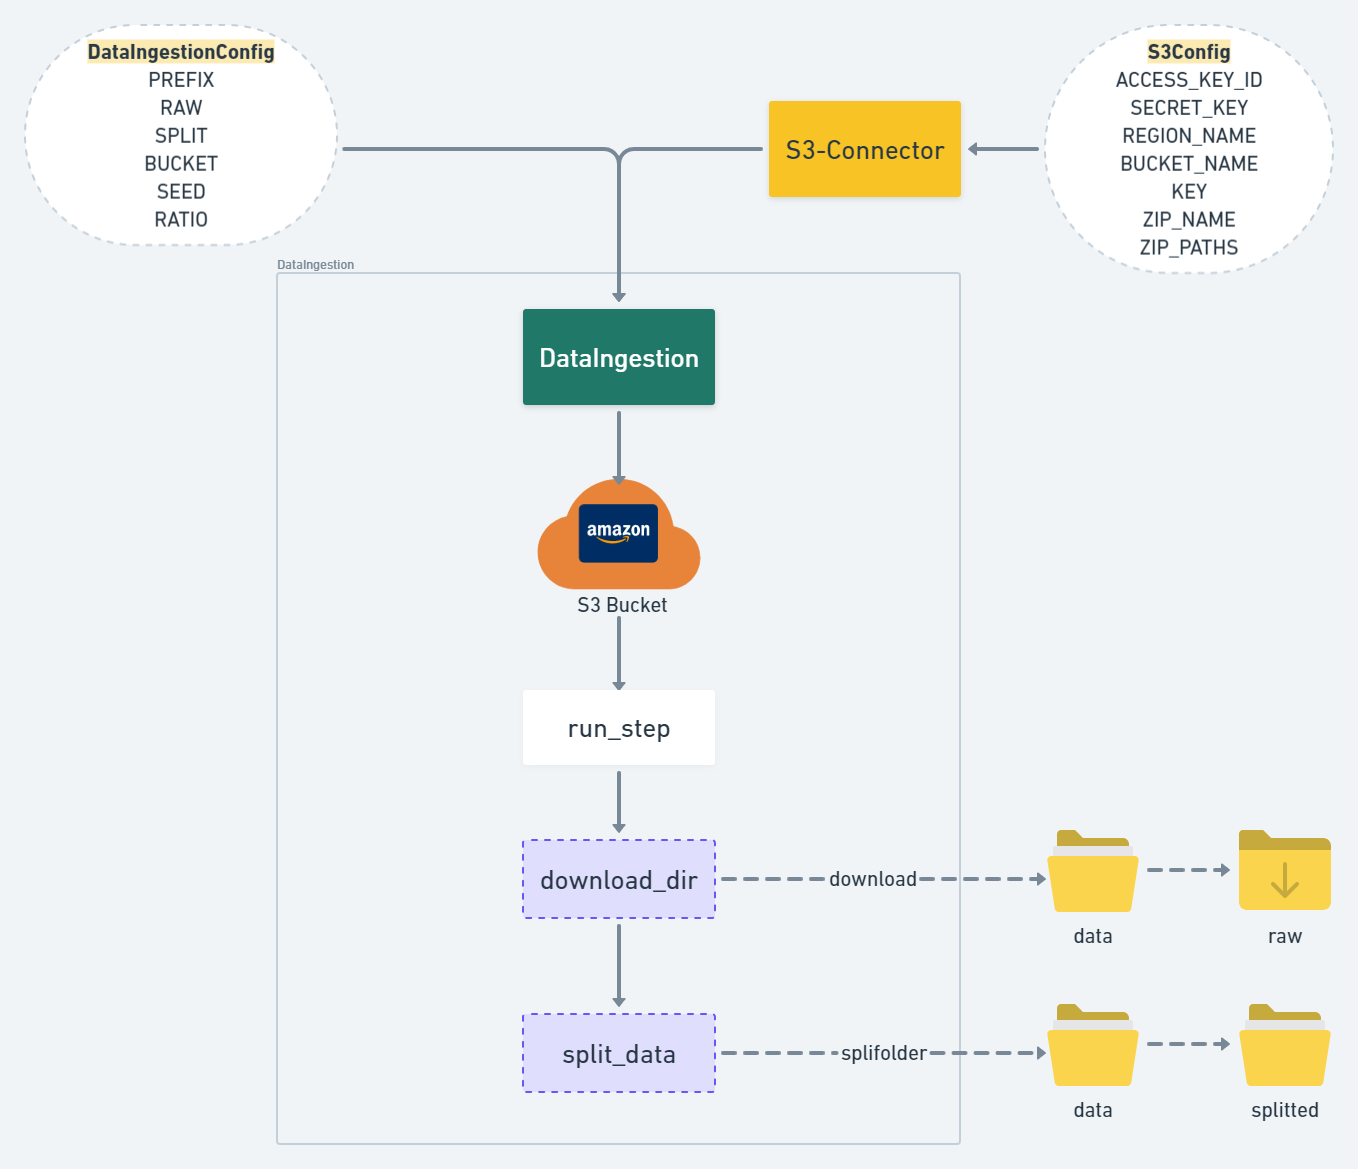 DataIngestionConfig
PREFIX
RAW
SPLIT
BUCKET
SEED
RATIO
S3-Connector
S3Config
ACCESS_KEY_ID
SECRET_KEY
REGION_NAME
BUCKET_NAME
KEY
ZIP_NAME
ZIP_PATHS
DataIngestion
DataIngestion
amazon
S3 Bucket
run_step
download_dir
download
data
raw
split_data
splifolder
data
splitted